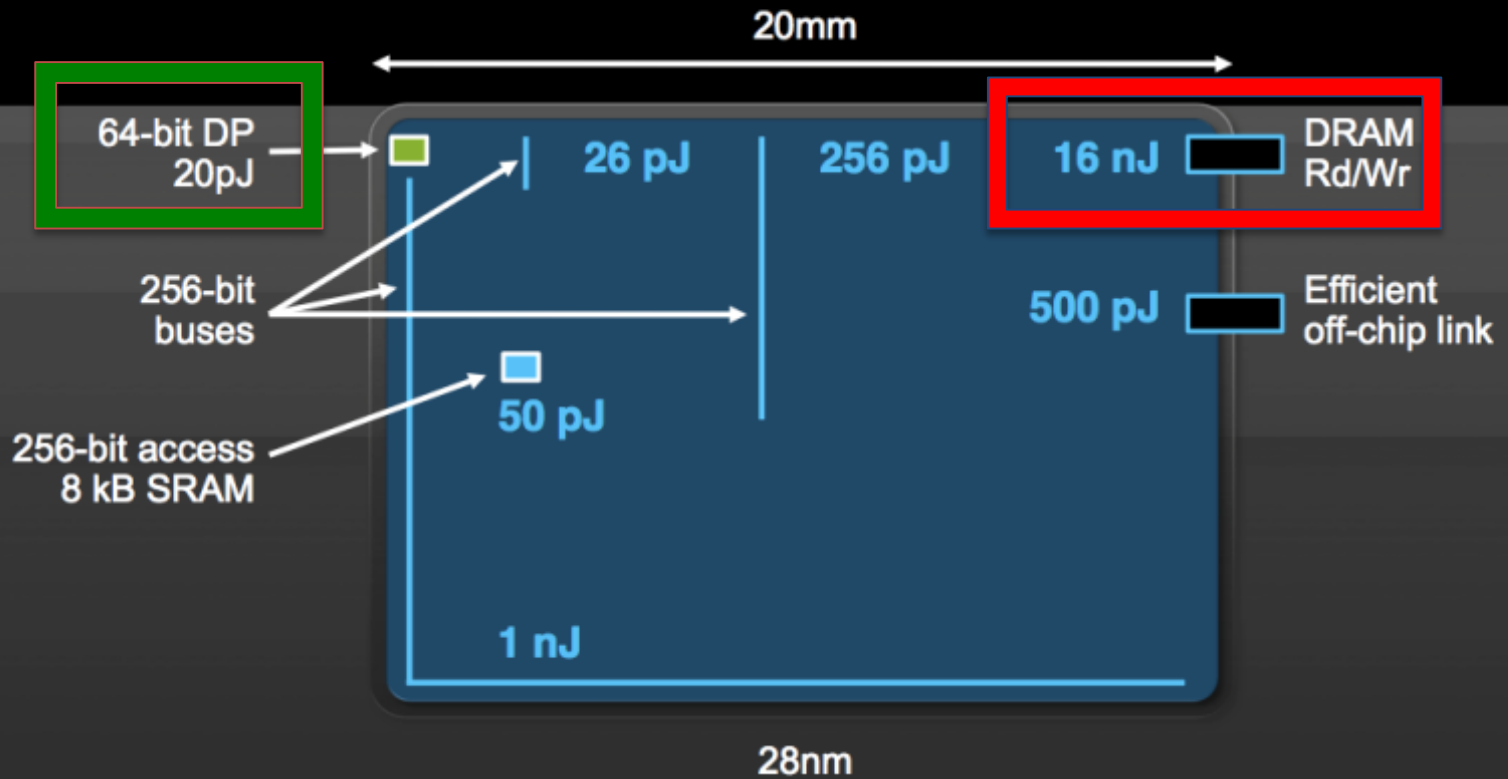 20mm
64-bit DP
20pJ
26 pJ
256 pJ
16 nJ
DRAM
Rd/Wr
256-bit
buses
500 pJ
Efficient
off-chip link
50 pJ
256-bit access
8 kB SRAM
1 nJ
28nm